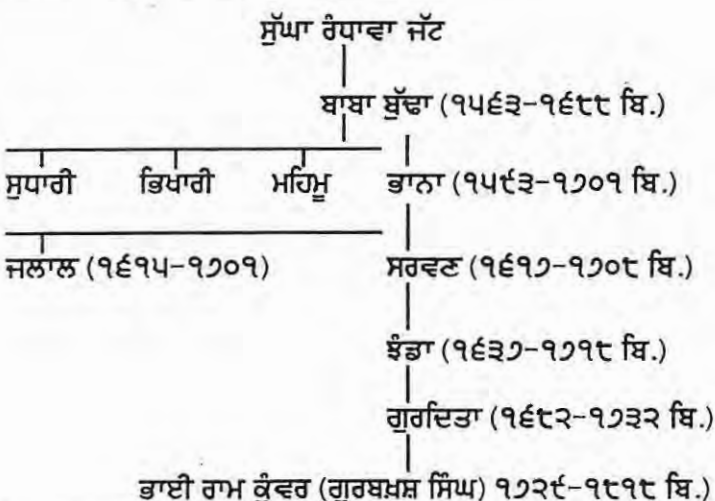 ਸੁੱਘਾ ਰੰਧਾਵਾ ਜੱਟ
ਬਾਬਾ ਬੁੱਢਾ (੧੫੬੩-੧੬੮੮ ਬਿ.)
ਸੁਧਾਰੀ ਭਿਖਾਰੀ ਮਹਿਮੂ ਭਾਨਾ (੧੫੯੩-੧੭੦੧ ਬਿ.)
ਜਲਾਲ (੧੬੧੫-੧੭੦੧) ਸਰਵਣ (੧੬੧੭-੧੭੦੮ ਬਿ.)
ਝੰਡਾ (੧੬੩੭-੧੭੧੮ ਬਿ.)
ਗੁਰਦਿਤਾ (੧੬੮੨-੧੭੩੨ ਬਿ.)
ਭਾਈ ਰਾਮ ਕੁੰਵਰ (ਗੁਰਬਖ਼ਸ਼ ਸਿੰਘ) ੧੭੨੯-੧੮੧੮ ਬਿ.)